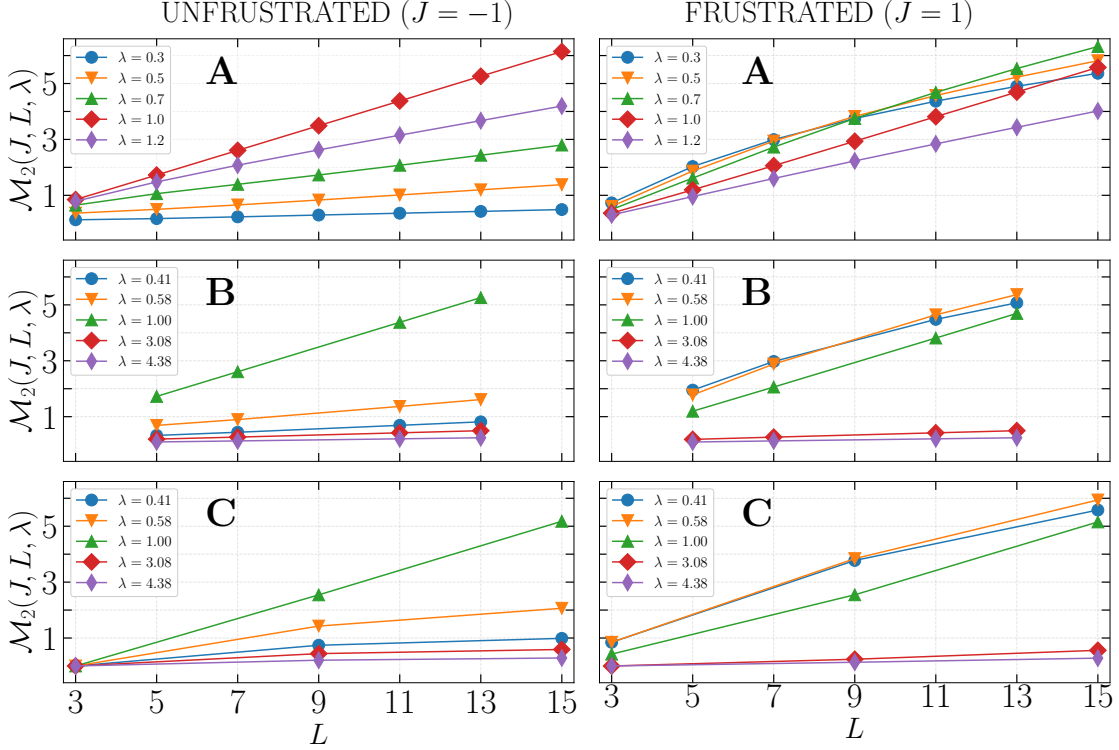 UNFRUSTRATED (J = −1)
FRUSTRATED (J = 1)
M₂(J, L, λ)
5
3
1
λ = 0.3
λ = 0.5
λ = 0.7
λ = 1.0
λ = 1.2
A
λ = 0.3
λ = 0.5
λ = 0.7
λ = 1.0
λ = 1.2
A
M₂(J, L, λ)
5
3
1
λ = 0.41
λ = 0.58
λ = 1.00
λ = 3.08
λ = 4.38
B
λ = 0.41
λ = 0.58
λ = 1.00
λ = 3.08
λ = 4.38
B
M₂(J, L, λ)
5
3
1
λ = 0.41
λ = 0.58
λ = 1.00
λ = 3.08
λ = 4.38
C
λ = 0.41
λ = 0.58
λ = 1.00
λ = 3.08
λ = 4.38
C
3 5 7 9 11 13 15
3 5 7 9 11 13 15
L
L